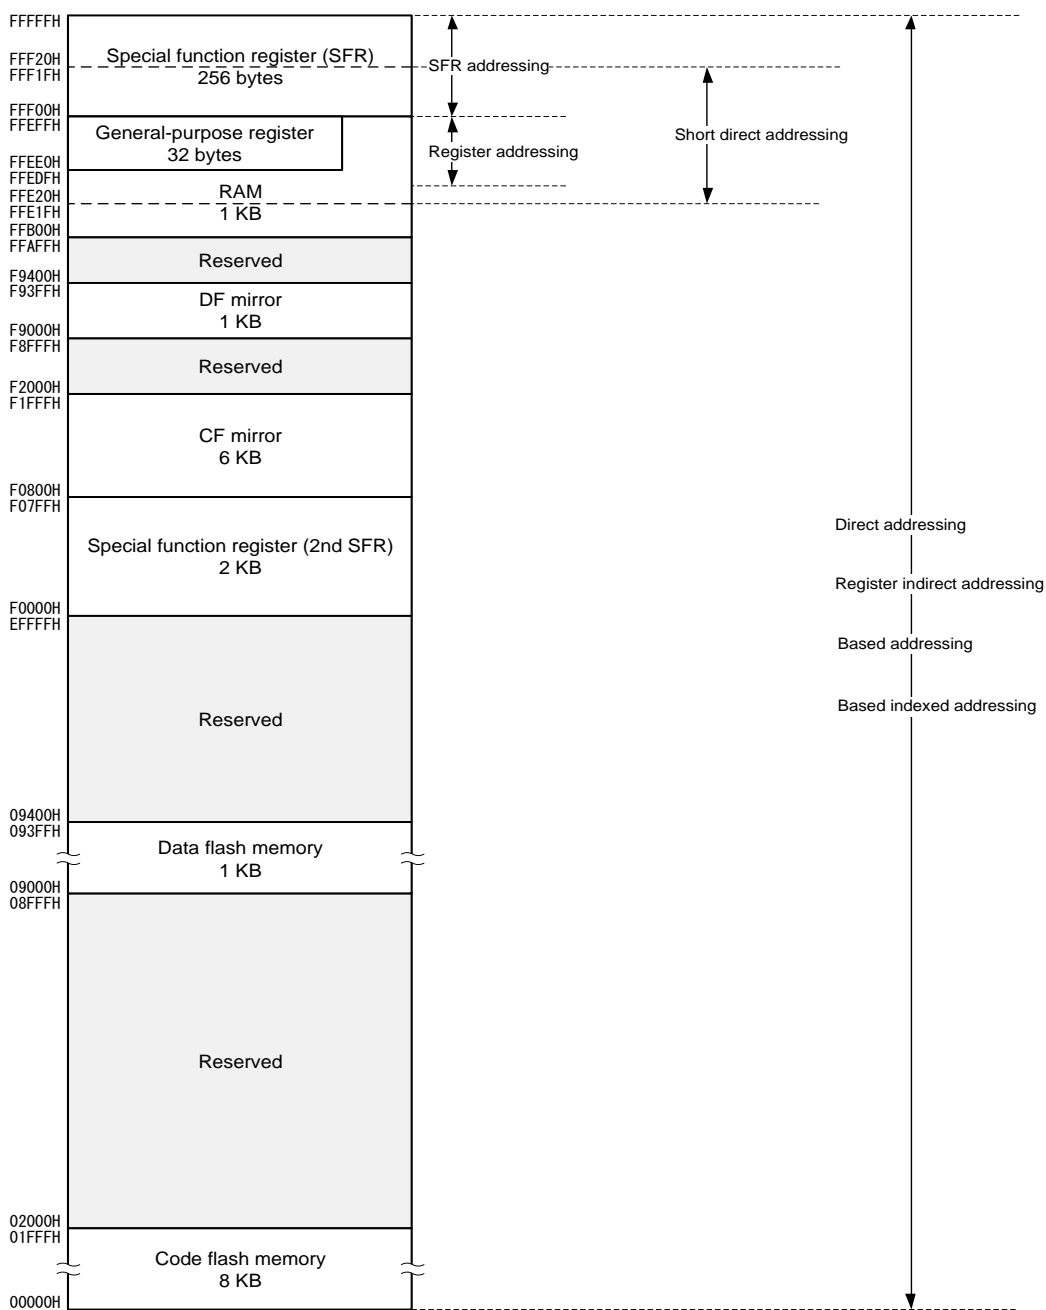 FFFFFH
FFF20H
FFF1FH
Special function register (SFR)
256 bytes
SFR addressing
FFF00H
FFEFFH
General-purpose register
32 bytes
Register addressing
Short direct addressing
FFEE0H
FFEDFH
RAM
1 KB
FFE20H
FFE1FH
FFB00H
FFAFFH
Reserved
F9400H
F93FFH
DF mirror
1 KB
F9000H
F8FFFH
Reserved
F2000H
F1FFFH
CF mirror
6 KB
F0800H
F07FFH
Special function register (2nd SFR)
2 KB
Direct addressing
Register indirect addressing
Based addressing
Based indexed addressing
F0000H
EFFFFH
Reserved
09400H
093FFH
Data flash memory
1 KB
09000H
08FFFH
Reserved
02000H
01FFFH
Code flash memory
8 KB
00000H